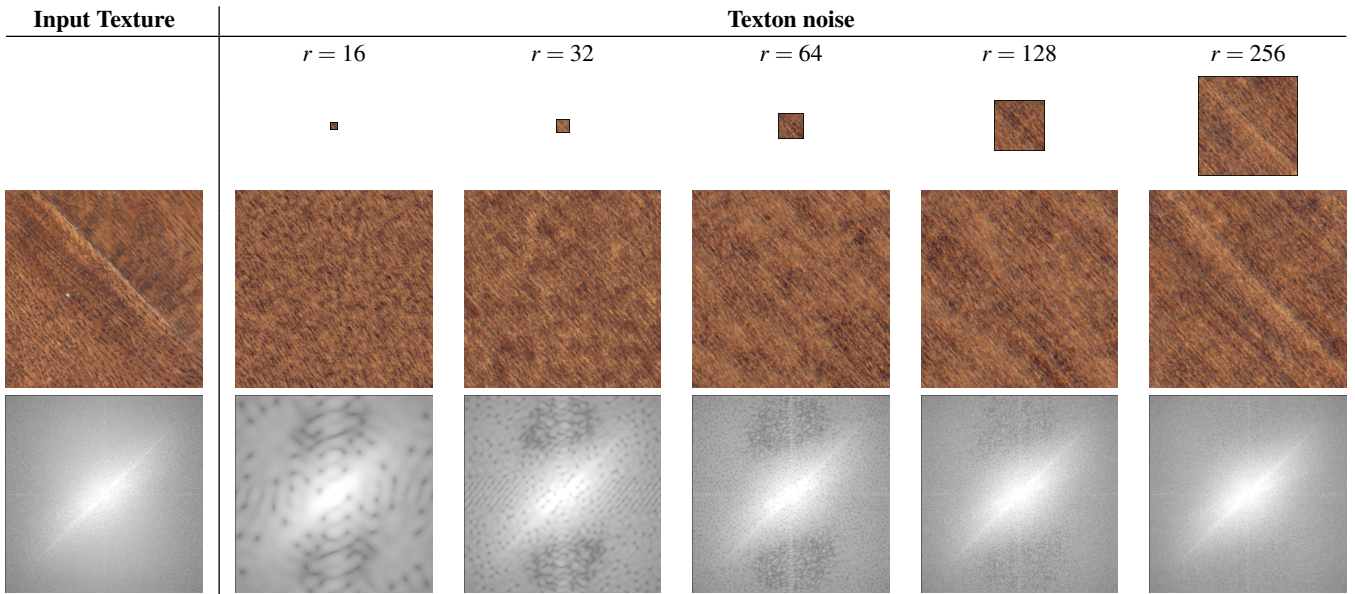 Input Texture Texton noise
r = 16 r = 32 r = 64 r = 128 r = 256